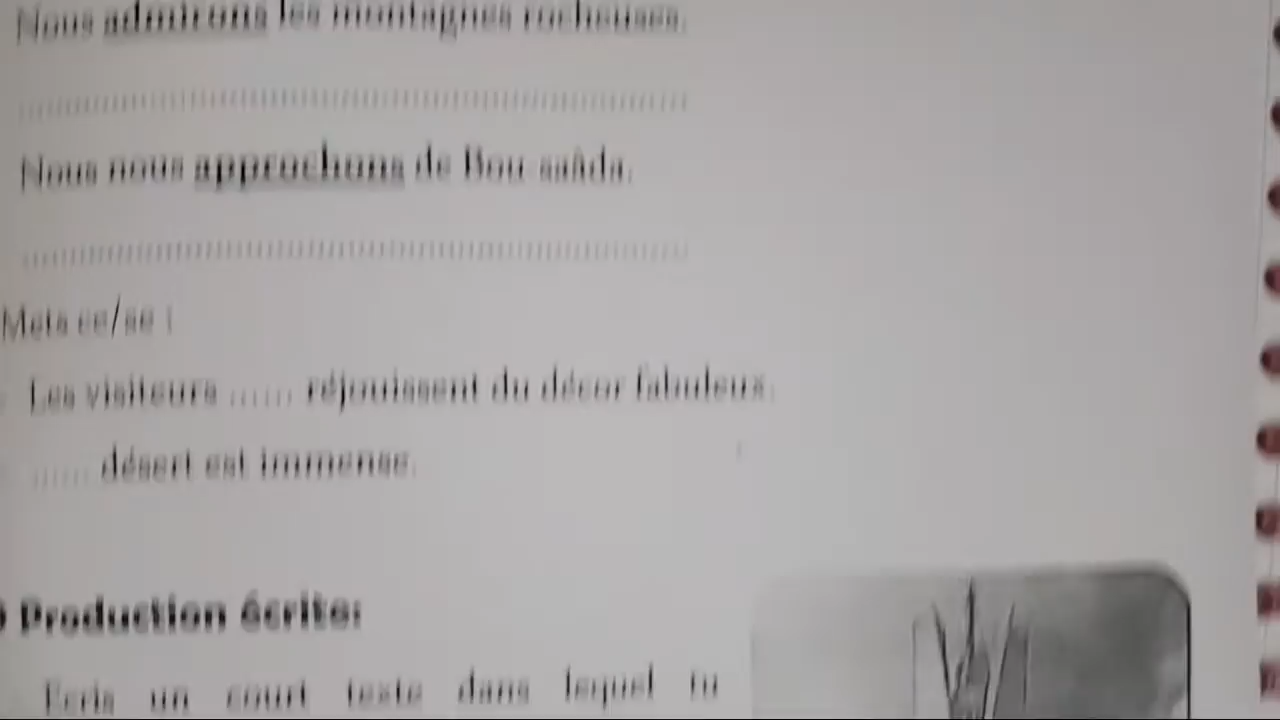 Nous admirons les montagnes rocheuses.
Nous nous approchons de Bou-saâda.
Mets ce/se :
Les visiteurs ...... réjouissent du décor fabuleux.
...... désert est immense.
Production écrite:
Ecris un court texte dans lequel tu